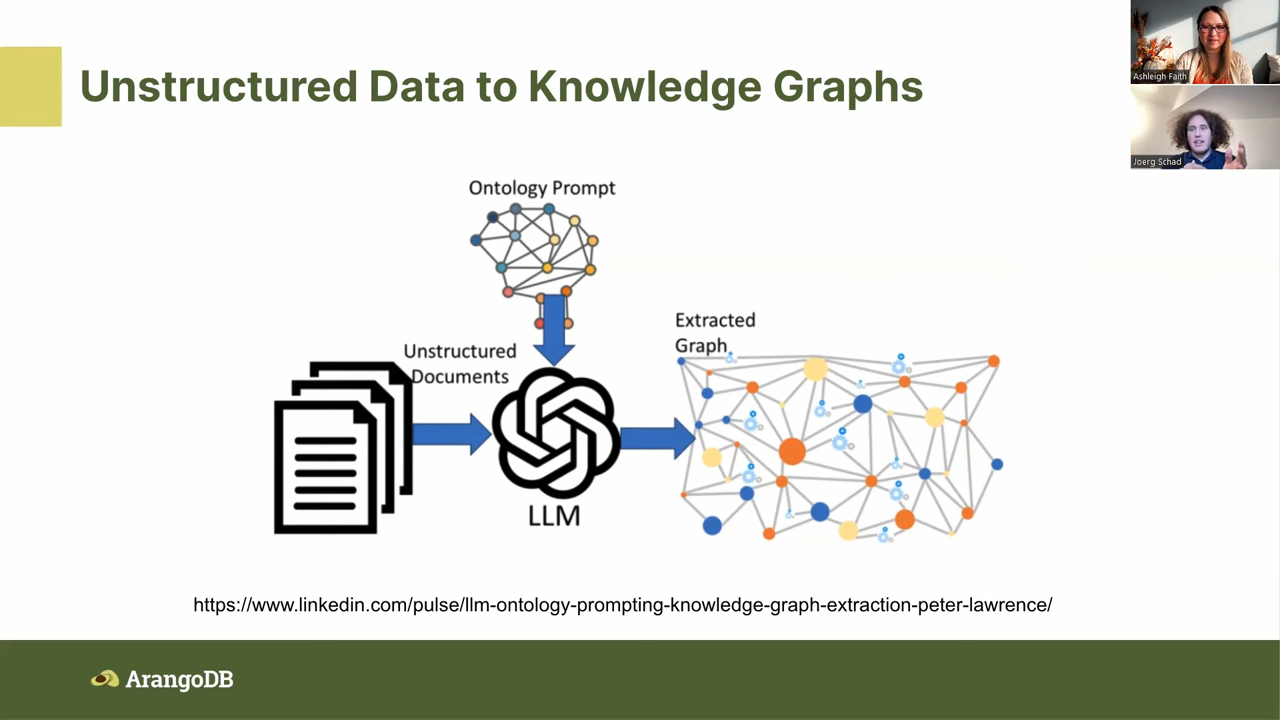 Unstructured Data to Knowledge Graphs
Ashleigh Faith
Joerg Schad
Ontology Prompt
Unstructured
Documents
Extracted
Graph
LLM
https://www.linkedin.com/pulse/llm-ontology-prompting-knowledge-graph-extraction-peter-lawrence/
ArangoDB